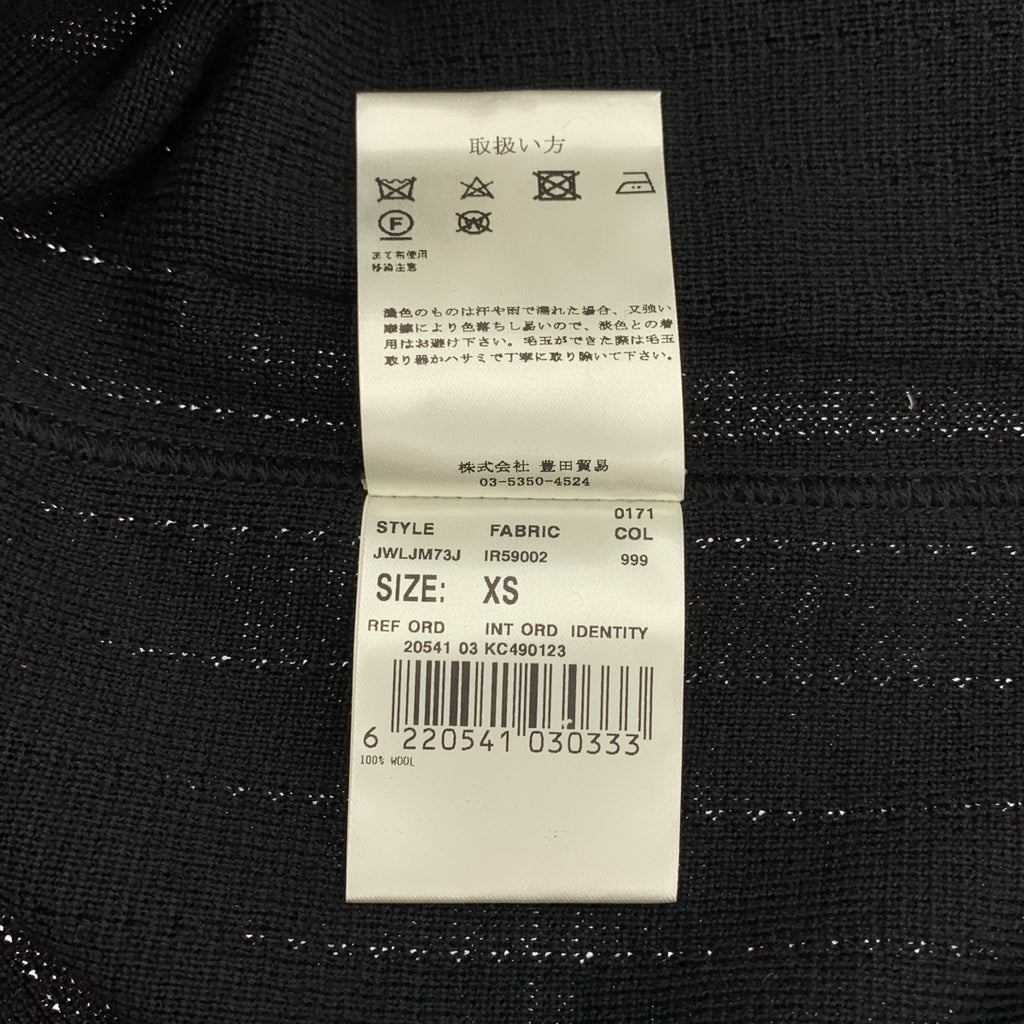 取扱い方
F
W
あて布使用
移染注意
濃色のものは汗や雨で濡れた場合、又強い
摩擦により色落ちし易いので、淡色との着
用はお避け下さい。毛玉ができた際は毛玉
取り器かハサミで丁寧に取り除いて下さい。
株式会社 豊田貿易
03-5350-4524
0171
STYLE FABRIC COL
JWLJM73J IR59002 999
SIZE: XS
REF ORD INT ORD IDENTITY
20541 03 KC490123
6 220541 030333
100% WOOL